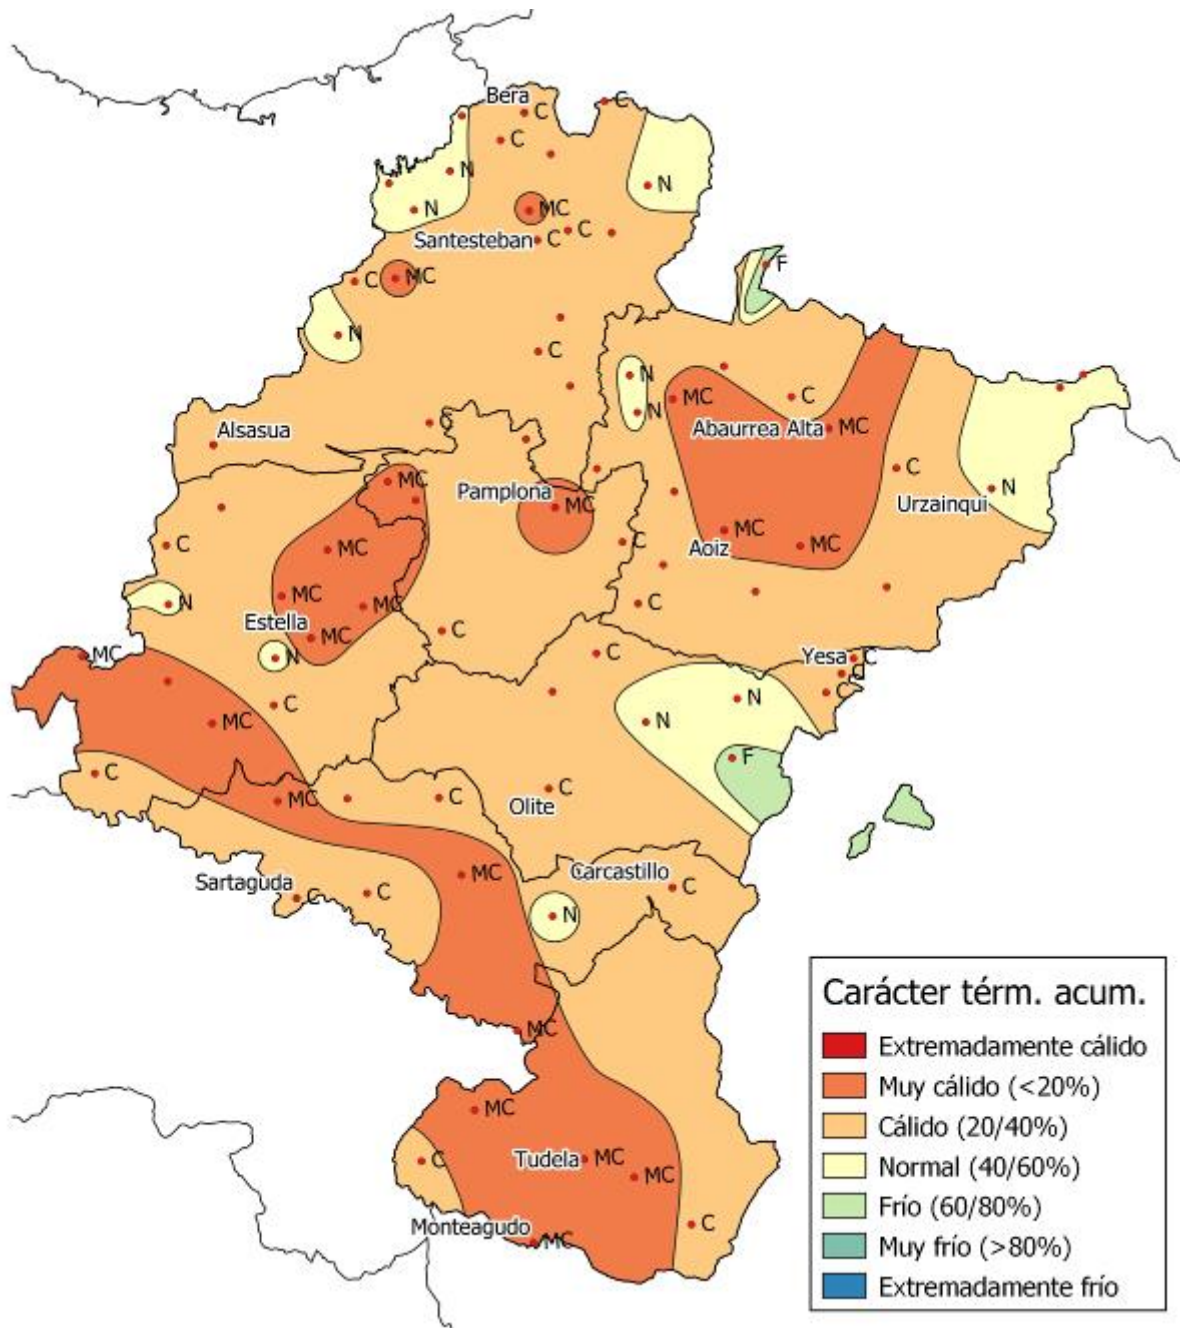 Bera
C
C
C
N
N
N
MC
Santesteban
C
C
F
C
MC
N
C
N
MC
C
N
Abaurrea Alta
MC
Alsasua
C
C
MC
Pamplona
MC
Urzainqui
N
C
MC
C
Aoiz
MC
MC
MC
N
MC
C
Estella
MC
C
MC
N
C
Yesa
C
C
C
N
C
MC
N
F
C
MC
C
Olite
C
MC
Carcastillo
C
Sartaguda
C
C
N
MC
MC
C
Tudela
MC
MC
Monteagudo
MC
C
Carácter térm. acum.
Extremadamente cálido
Muy cálido (<20%)
Cálido (20/40%)
Normal (40/60%)
Frío (60/80%)
Muy frío (>80%)
Extremadamente frío